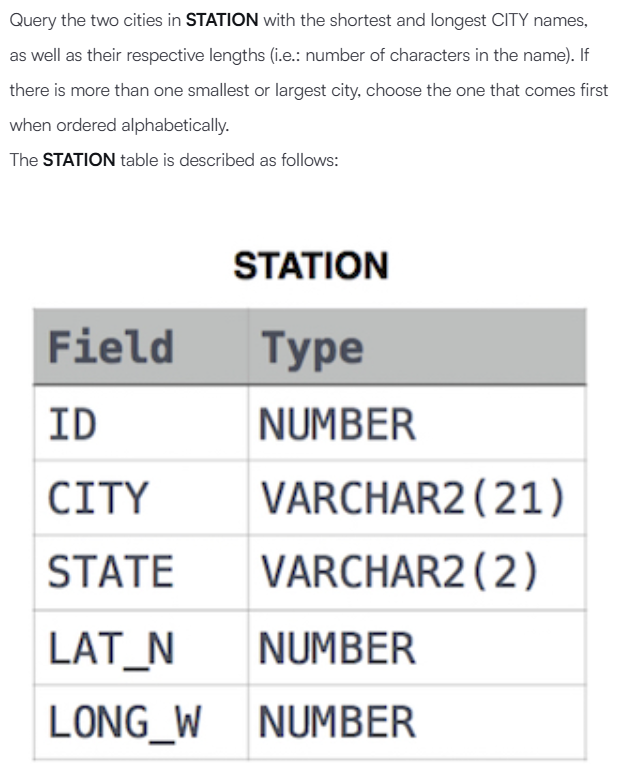 Query the two cities in STATION with the shortest and longest CITY names,
as well as their respective lengths (i.e.: number of characters in the name). If
there is more than one smallest or largest city, choose the one that comes first
when ordered alphabetically.
The STATION table is described as follows:
STATION
Field Type
ID NUMBER
CITY VARCHAR2(21)
STATE VARCHAR2(2)
LAT_N NUMBER
LONG_W NUMBER